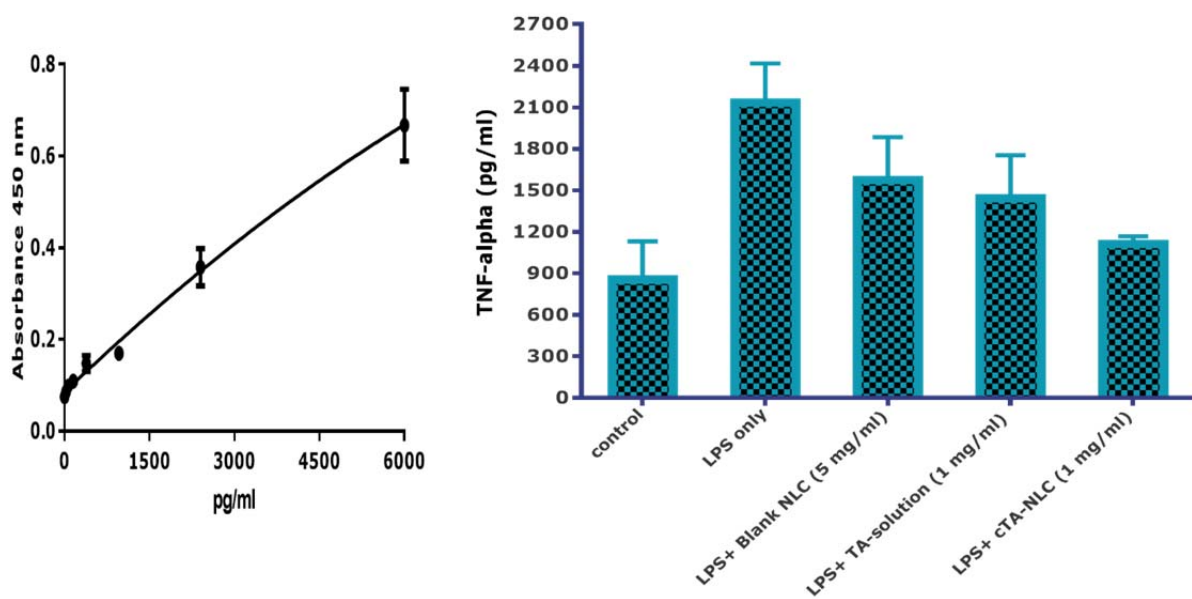 Absorbance 450 nm
0.8
0.6
0.4
0.2
0.0
0 1500 3000 4500 6000
pg/ml
TNF-alpha (pg/ml)
2700
2400
2100
1800
1500
1200
900
600
300
0
control
LPS only
LPS+ Blank NLC (5 mg/ml)
LPS+ TA-solution (1 mg/ml)
LPS+ cTA-NLC (1 mg/ml)